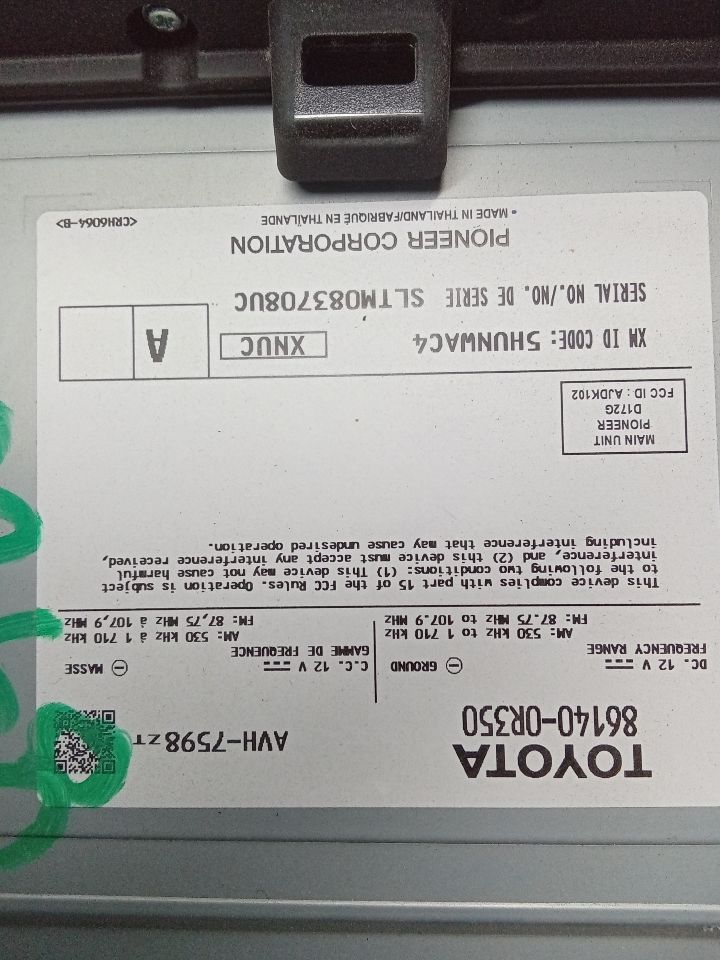 TOYOTA
86140-0R350
AVH-7598ZT
DC. 12 V
GROUND
FREQUENCY RANGE
AM: 530 kHz to 1 710 kHz
FM: 87.75 MHz to 107.9 MHz
C.C. 12 V
MASSE
GAMME DE FREQUENCE
AM: 530 kHz à 1 710 kHz
FM: 87,75 MHz à 107,9 MHz
This device complies with part 15 of the FCC Rules. Operation is subject
to the following two conditions: (1) This device may not cause harmful
interference, and (2) this device must accept any interference received,
including interference that may cause undesired operation.
MAIN UNIT
PIONEER
D172G
FCC ID : AJDK102
XM ID CODE: 5HUNWAC4
XNUC
A
SERIAL NO./NO. DE SERIE SLTM083708UC
PIONEER CORPORATION
• MADE IN THAILAND/FABRIQUÉ EN THAÏLANDE
<CRH6064-B>